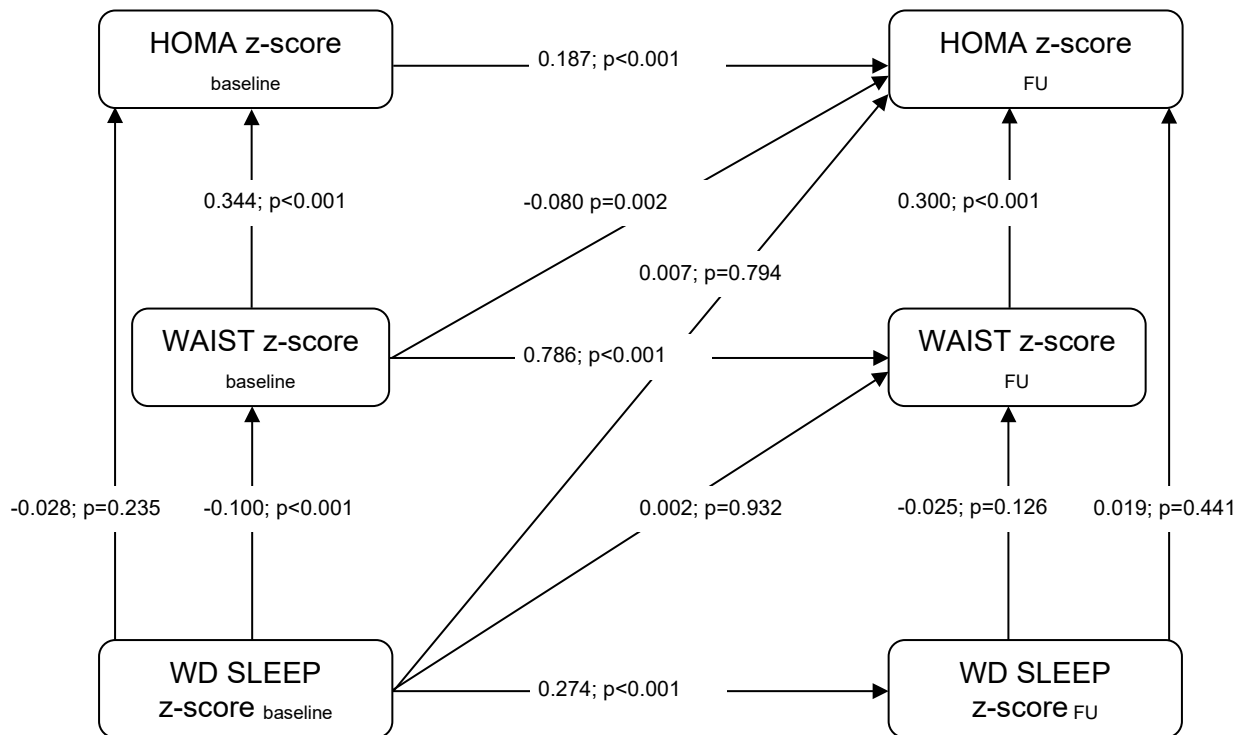 HOMA z-score
baseline
0.187; p<0.001
HOMA z-score
FU
0.344; p<0.001
-0.080 p=0.002
0.300; p<0.001
0.007; p=0.794
WAIST z-score
baseline
0.786; p<0.001
WAIST z-score
FU
-0.028; p=0.235
-0.100; p<0.001
0.002; p=0.932
-0.025; p=0.126
0.019; p=0.441
WD SLEEP
z-score baseline
0.274; p<0.001
WD SLEEP
z-score FU